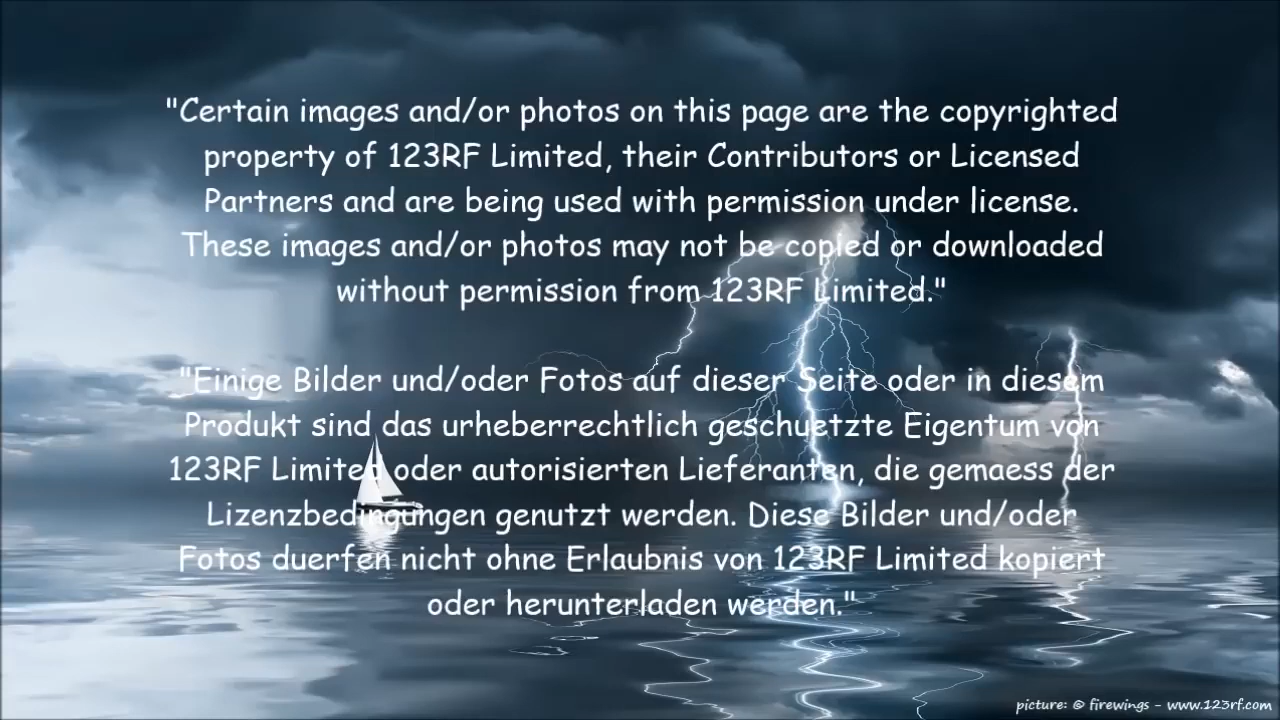 "Certain images and/or photos on this page are the copyrighted
property of 123RF Limited, their Contributors or Licensed
Partners and are being used with permission under license.
These images and/or photos may not be copied or downloaded
without permission from 123RF Limited."
"Einige Bilder und/oder Fotos auf dieser Seite oder in diesem
Produkt sind das urheberrechtlich geschuetzte Eigentum von
123RF Limited oder autorisierten Lieferanten, die gemaess der
Lizenzbedingungen genutzt werden. Diese Bilder und/oder
Fotos duerfen nicht ohne Erlaubnis von 123RF Limited kopiert
oder herunterladen werden."
picture: © firewings - www.123rf.com